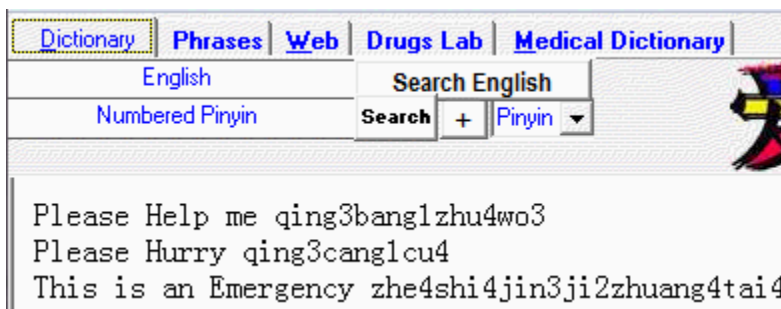 Dictionary Phrases Web Drugs Lab Medical Dictionary
English Search English
Numbered Pinyin Search + Pinyin
Please Help me qing3bang1zhu4wo3
Please Hurry qing3cang1cu4
This is an Emergency zhe4shi4jin3ji2zhuang4tai4